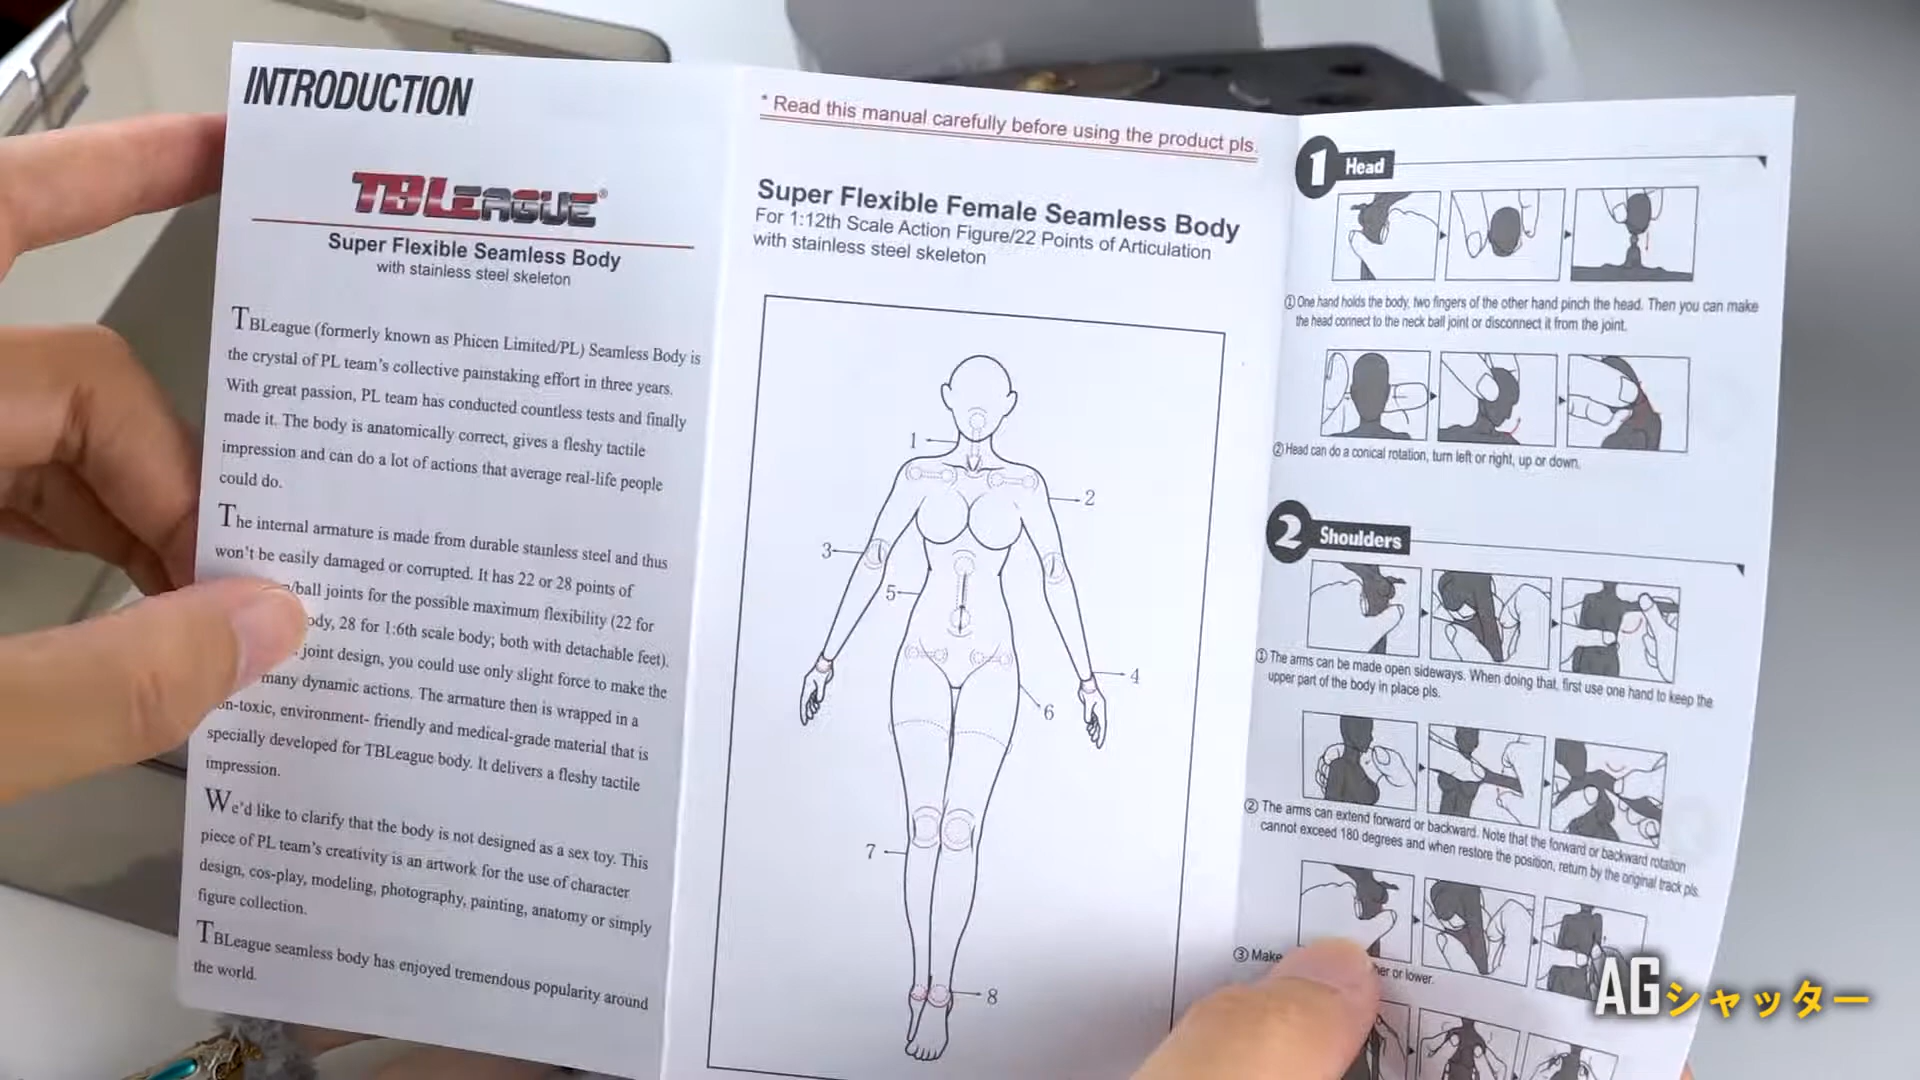 INTRODUCTION
TBLEAGUE®
Super Flexible Seamless Body
with stainless steel skeleton
TBLeague (formerly known as Phicen Limited/PL) Seamless Body is
the crystal of PL team's collective painstaking effort in three years.
With great passion, PL team has conducted countless tests and finally
made it. The body is anatomically correct, gives a fleshy tactile
impression and can do a lot of actions that average real-life people
could do.
The internal armature is made from durable stainless steel and thus
won't be easily damaged or corrupted. It has 22 or 28 points of
/ball joints for the possible maximum flexibility (22 for
body, 28 for 1:6th scale body; both with detachable feet).
joint design, you could use only slight force to make the
many dynamic actions. The armature then is wrapped in a
on-toxic, environment- friendly and medical-grade material that is
specially developed for TBLeague body. It delivers a fleshy tactile
impression.
We'd like to clarify that the body is not designed as a sex toy. This
piece of PL team's creativity is an artwork for the use of character
design, cos-play, modeling, photography, painting, anatomy or simply
figure collection.
TBLeague seamless body has enjoyed tremendous popularity around
the world.
* Read this manual carefully before using the product pls.
Super Flexible Female Seamless Body
For 1:12th Scale Action Figure/22 Points of Articulation
with stainless steel skeleton
1
2
3
5
4
6
7
8
1 Head
① One hand holds the body, two fingers of the other hand pinch the head. Then you can make
the head connect to the neck ball joint or disconnect it from the joint.
② Head can do a conical rotation, turn left or right, up or down.
2 Shoulders
① The arms can be made open sideways. When doing that, first use one hand to keep the
upper part of the body in place pls.
② The arms can extend forward or backward. Note that the forward or backward rotation
cannot exceed 180 degrees and when restore the position, return by the original track pls.
③ Make
her or lower.
AGシャッター